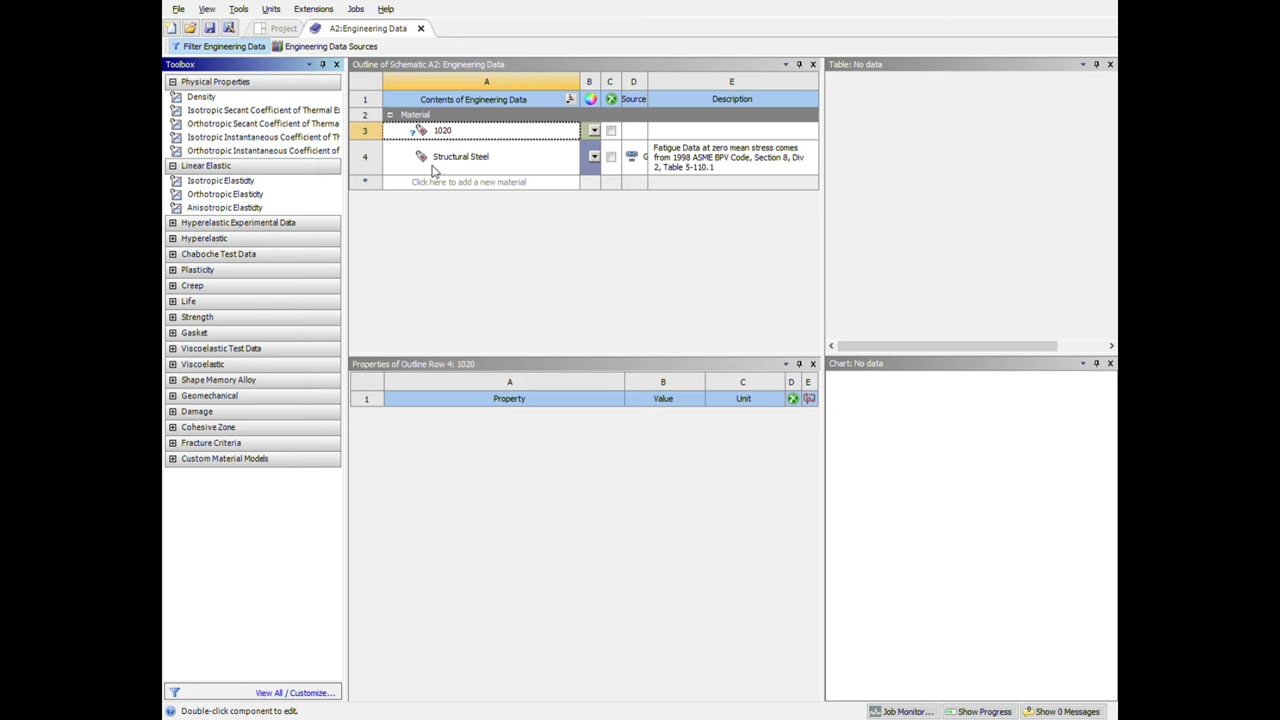 File View Tools Units Extensions Jobs Help
Project A2:Engineering Data
Filter Engineering Data Engineering Data Sources
Toolbox
Physical Properties
Density
Isotropic Secant Coefficient of Thermal E
Orthotropic Secant Coefficient of Therma
Isotropic Instantaneous Coefficient of Th
Orthotropic Instantaneous Coefficient of
Linear Elastic
Isotropic Elasticity
Orthotropic Elasticity
Anisotropic Elasticity
Hyperelastic Experimental Data
Hyperelastic
Chaboche Test Data
Plasticity
Creep
Life
Strength
Gasket
Viscoelastic Test Data
Viscoelastic
Shape Memory Alloy
Geomechanical
Damage
Cohesive Zone
Fracture Criteria
Custom Material Models
View All / Customize...
Outline of Schematic A2: Engineering Data
A B C D E
1 Contents of Engineering Data Source Description
2 Material
3 ? 1020
4 Structural Steel G
Fatigue Data at zero mean stress comes
from 1998 ASME BPV Code, Section 8, Div
2, Table 5-110.1
* Click here to add a new material
Properties of Outline Row 4: 1020
A B C D E
1 Property Value Unit
Table: No data
Chart: No data
Double-click component to edit.
Job Monitor... Show Progress 0 Show 0 Messages